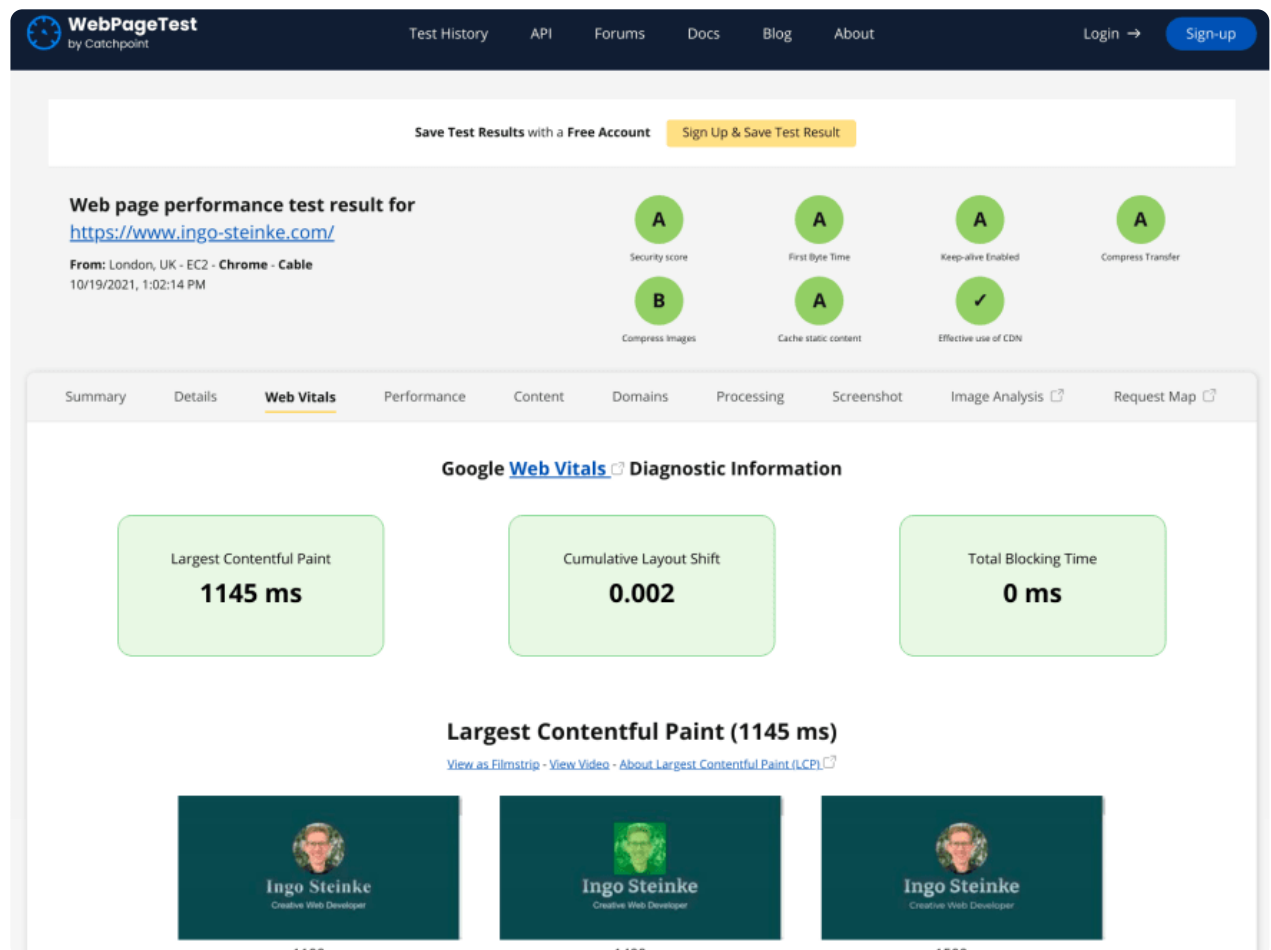 WebPageTest
by Catchpoint
Test History API Forums Docs Blog About Login → Sign-up
Save Test Results with a Free Account Sign Up & Save Test Result
Web page performance test result for
https://www.ingo-steinke.com/
From: London, UK - EC2 - Chrome - Cable
10/19/2021, 1:02:14 PM
A A A A
Security score First Byte Time Keep-alive Enabled Compress Transfer
B A ✓
Compress Images Cache static content Effective use of CDN
Summary Details Web Vitals Performance Content Domains Processing Screenshot Image Analysis Request Map
Google Web Vitals Diagnostic Information
Largest Contentful Paint Cumulative Layout Shift Total Blocking Time
1145 ms 0.002 0 ms
Largest Contentful Paint (1145 ms)
View as Filmstrip - View Video - About Largest Contentful Paint (LCP)
Ingo Steinke Ingo Steinke Ingo Steinke
Creative Web Developer Creative Web Developer Creative Web Developer